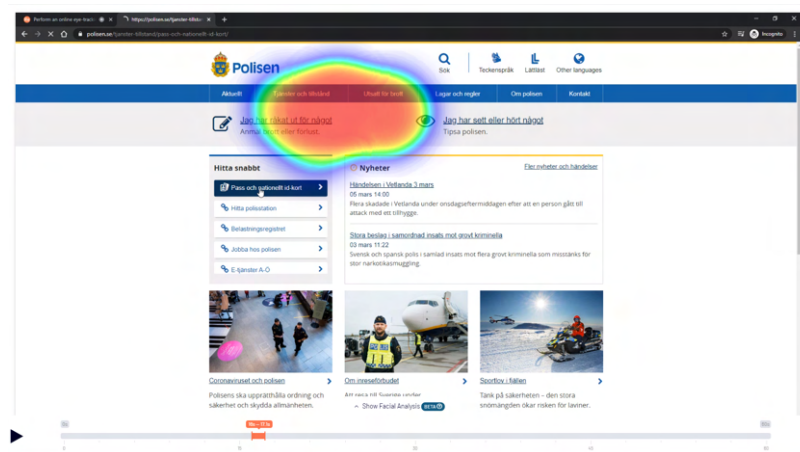 Perform an online eye-track
https://polisen.se/tjanster-tillstan
polisen.se/tjanster-tillstand/pass-och-nationellt-id-kort/
Incognito
Polisen
Sök
Teckenspråk
Lättläst
Other languages
Aktuellt
Tjänster och tillstånd
Utsatt för brott
Lagar och regler
Om polisen
Kontakt
Jag har råkat ut för något
Anmäl brott eller förlust.
Jag har sett eller hört något
Tipsa polisen.
Hitta snabbt
Pass och nationellt id-kort
Hitta polisstation
Belastningsregistret
Jobba hos polisen
E-tjänster A-Ö
Nyheter
Fler nyheter och händelser
Händelsen i Vetlanda 3 mars
05 mars 14:00
Flera skadade i Vetlanda under onsdagseftermiddagen efter att en person gått till
attack med ett tillhygge.
Stora beslag i samordnad insats mot grovt kriminella
03 mars 11:22
Svensk och spansk polis i samlad insats mot flera grovt kriminella som misstänks för
stor narkotikasmuggling.
Coronaviruset och polisen
Polisens ska upprätthålla ordning och
säkerhet och skydda allmänheten.
Om inreseförbudet
Att resa till Sverige under
Sportlov i fjällen
Tänk på säkerheten – den stora
snömängden ökar risken för laviner.
Show Facial Analysis BETA